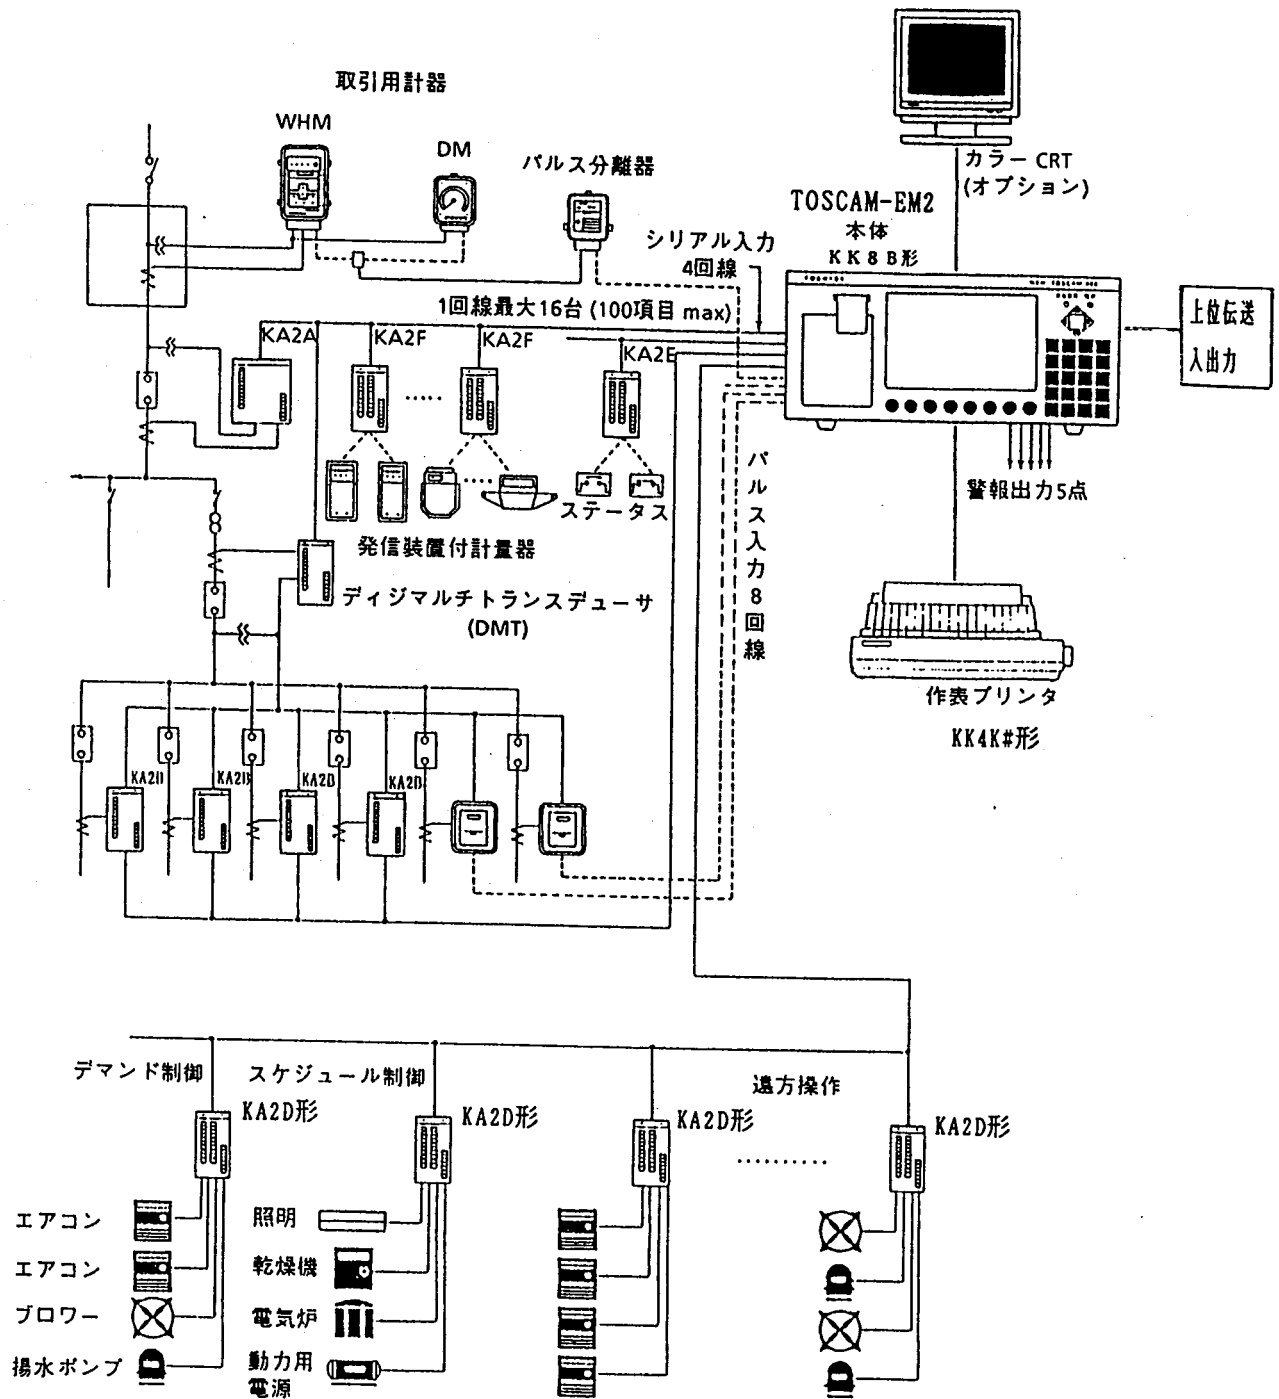 取引用計器
WHM
DM
パルス分離器
カラー CRT
(オプション)
TOSCAM-EM2
本体
KK8B形
シリアル入力
4回線
1回線最大16台 (100項目 max)
TOSHIBA
上位伝送
入出力
KA2A
KA2F
KA2F
KA2E
ステータス
発信装置付計量器
ディジマルチトランスデューサ
(DMT)
パルス入力8回線
警報出力5点
作表プリンタ
KK4K#形
KA2B
KA2B
KA2B
KA2B
デマンド制御
スケジュール制御
遠方操作
KA2D形
KA2D形
KA2D形
KA2D形
エアコン
エアコン
ブロワー
揚水ポンプ
照明
乾燥機
電気炉
動力用
電源